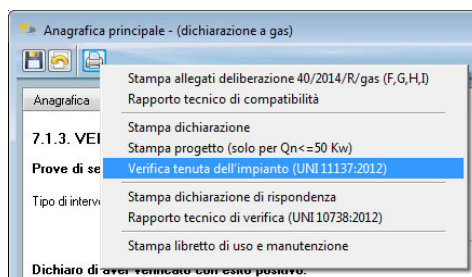 Anagrafica principale - (dichiarazione a gas)
Stampa allegati deliberazione 40/2014/R/gas (F,G,H,I)
Rapporto tecnico di compatibilità
Anagrafica
Stampa dichiarazione
7.1.3.
Stampa progetto (solo per Qn<=50 Kw)
Prove di
Verifica tenuta dell'impianto (UNI 11137:2012)
Tipo di
Stampa dichiarazione di rispondenza
Rapporto tecnico di verifica (UNI 10738:2012)
Stampa libretto di uso e manutenzione
Dichiaro di aver verificato con esito positivo: